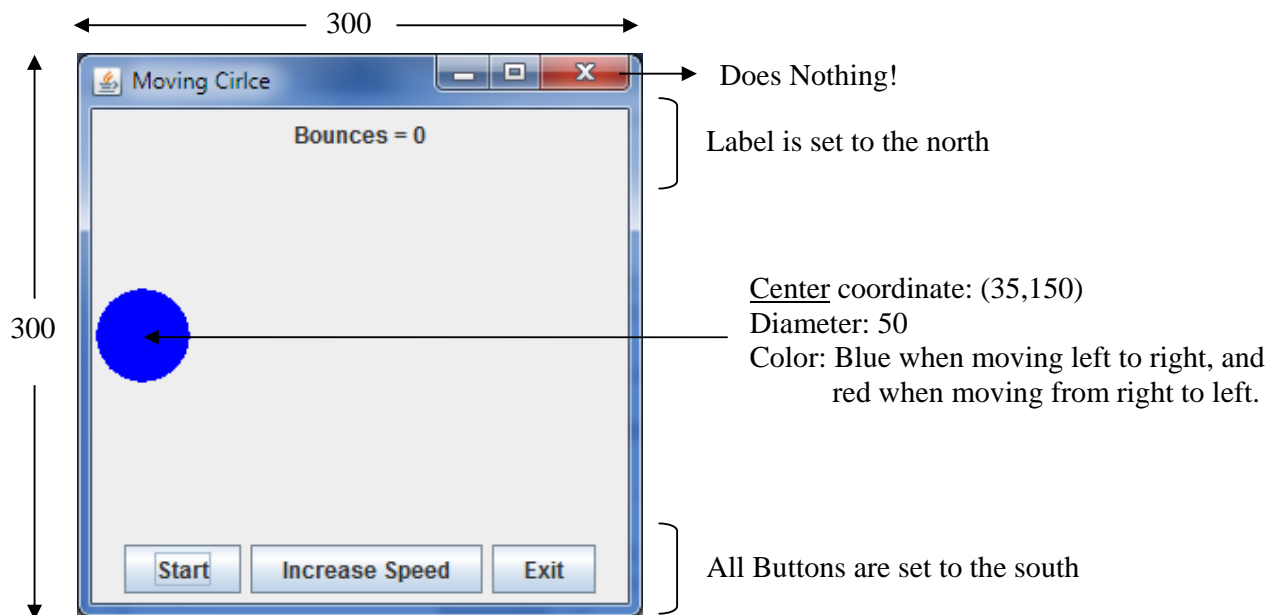 300
Moving Cirlce
Does Nothing!
Bounces = 0
Label is set to the north
300
Center coordinate: (35,150)
Diameter: 50
Color: Blue when moving left to right, and
red when moving from right to left.
Start Increase Speed Exit
All Buttons are set to the south